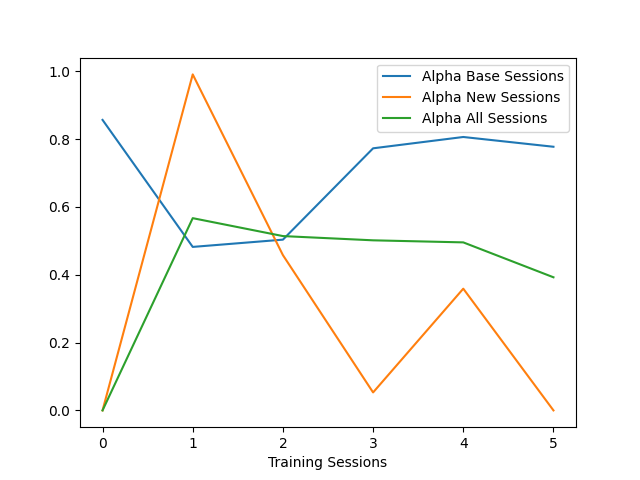 Alpha Base Sessions
Alpha New Sessions
Alpha All Sessions
1.0
0.8
0.6
0.4
0.2
0.0
0 1 2 3 4 5
Training Sessions